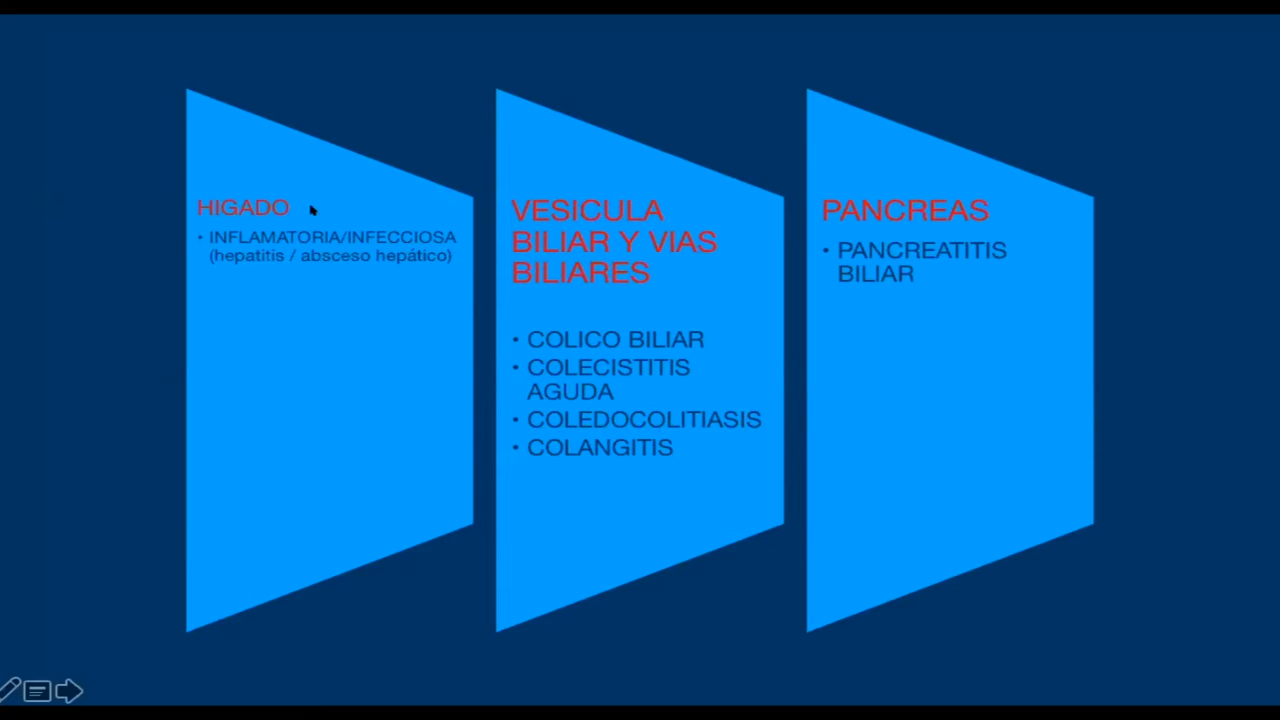 HIGADO
• INFLAMATORIA/INFECCIOSA
(hepatitis / absceso hepático)
VESICULA
BILIAR Y VIAS
BILIARES
• COLICO BILIAR
• COLECISTITIS
AGUDA
• COLEDOCOLITIASIS
• COLANGITIS
PANCREAS
• PANCREATITIS
BILIAR